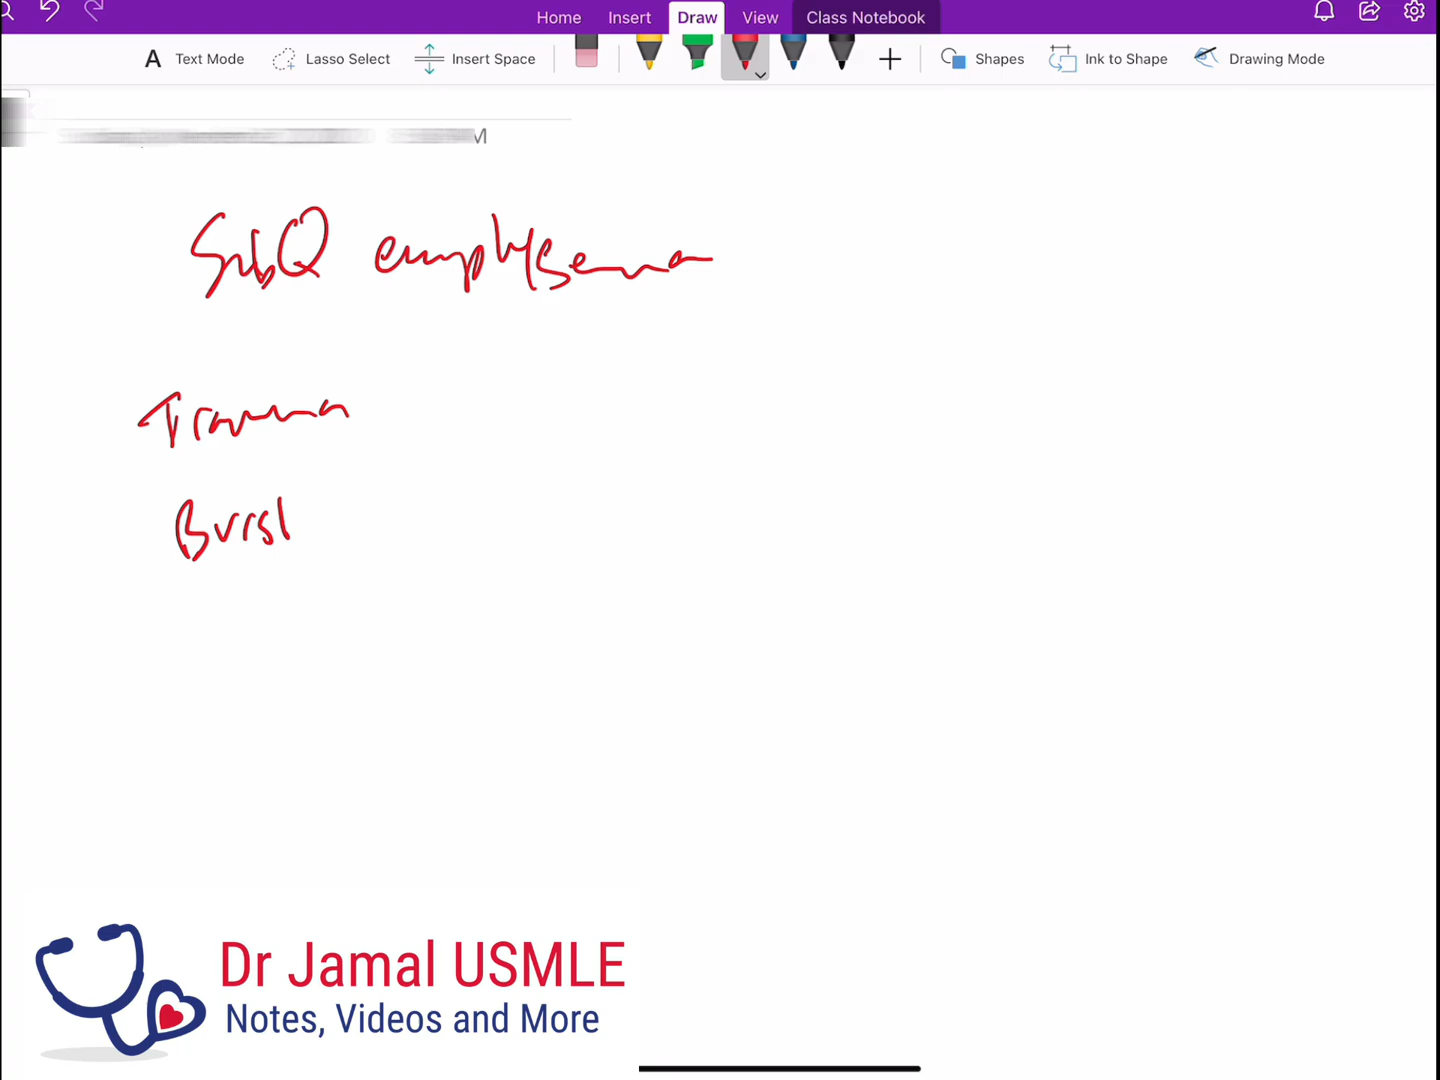 Home Insert Draw View Class Notebook
A Text Mode Lasso Select Insert Space Shapes Ink to Shape Drawing Mode
M
SubQ emphysema
Trauma
Burst
Dr Jamal USMLE
Notes, Videos and More